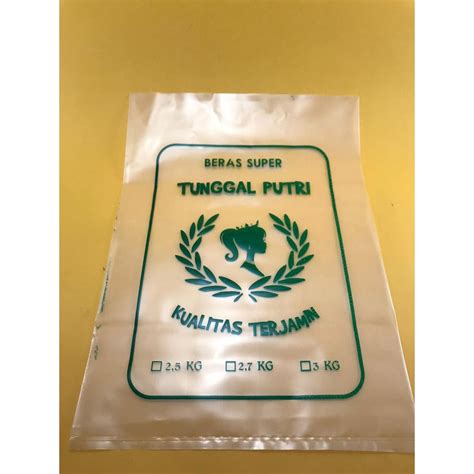 BERAS SUPER
TUNGGAL PUTRI
KUALITAS TERJAMIN
2.5 KG 2.7 KG 3 KG